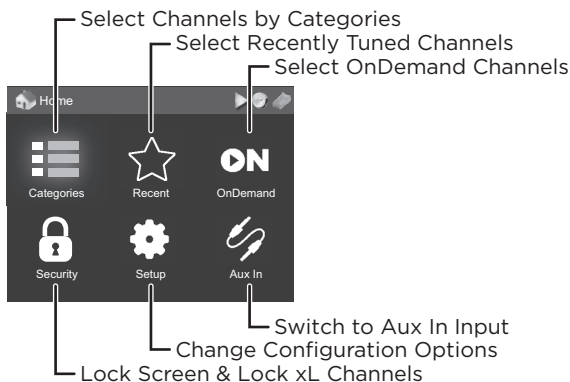 Select Channels by Categories
Select Recently Tuned Channels
Select OnDemand Channels
Home
ON
Categories
Recent
OnDemand
Security
Setup
Aux In
Switch to Aux In Input
Change Configuration Options
Lock Screen & Lock xL Channels